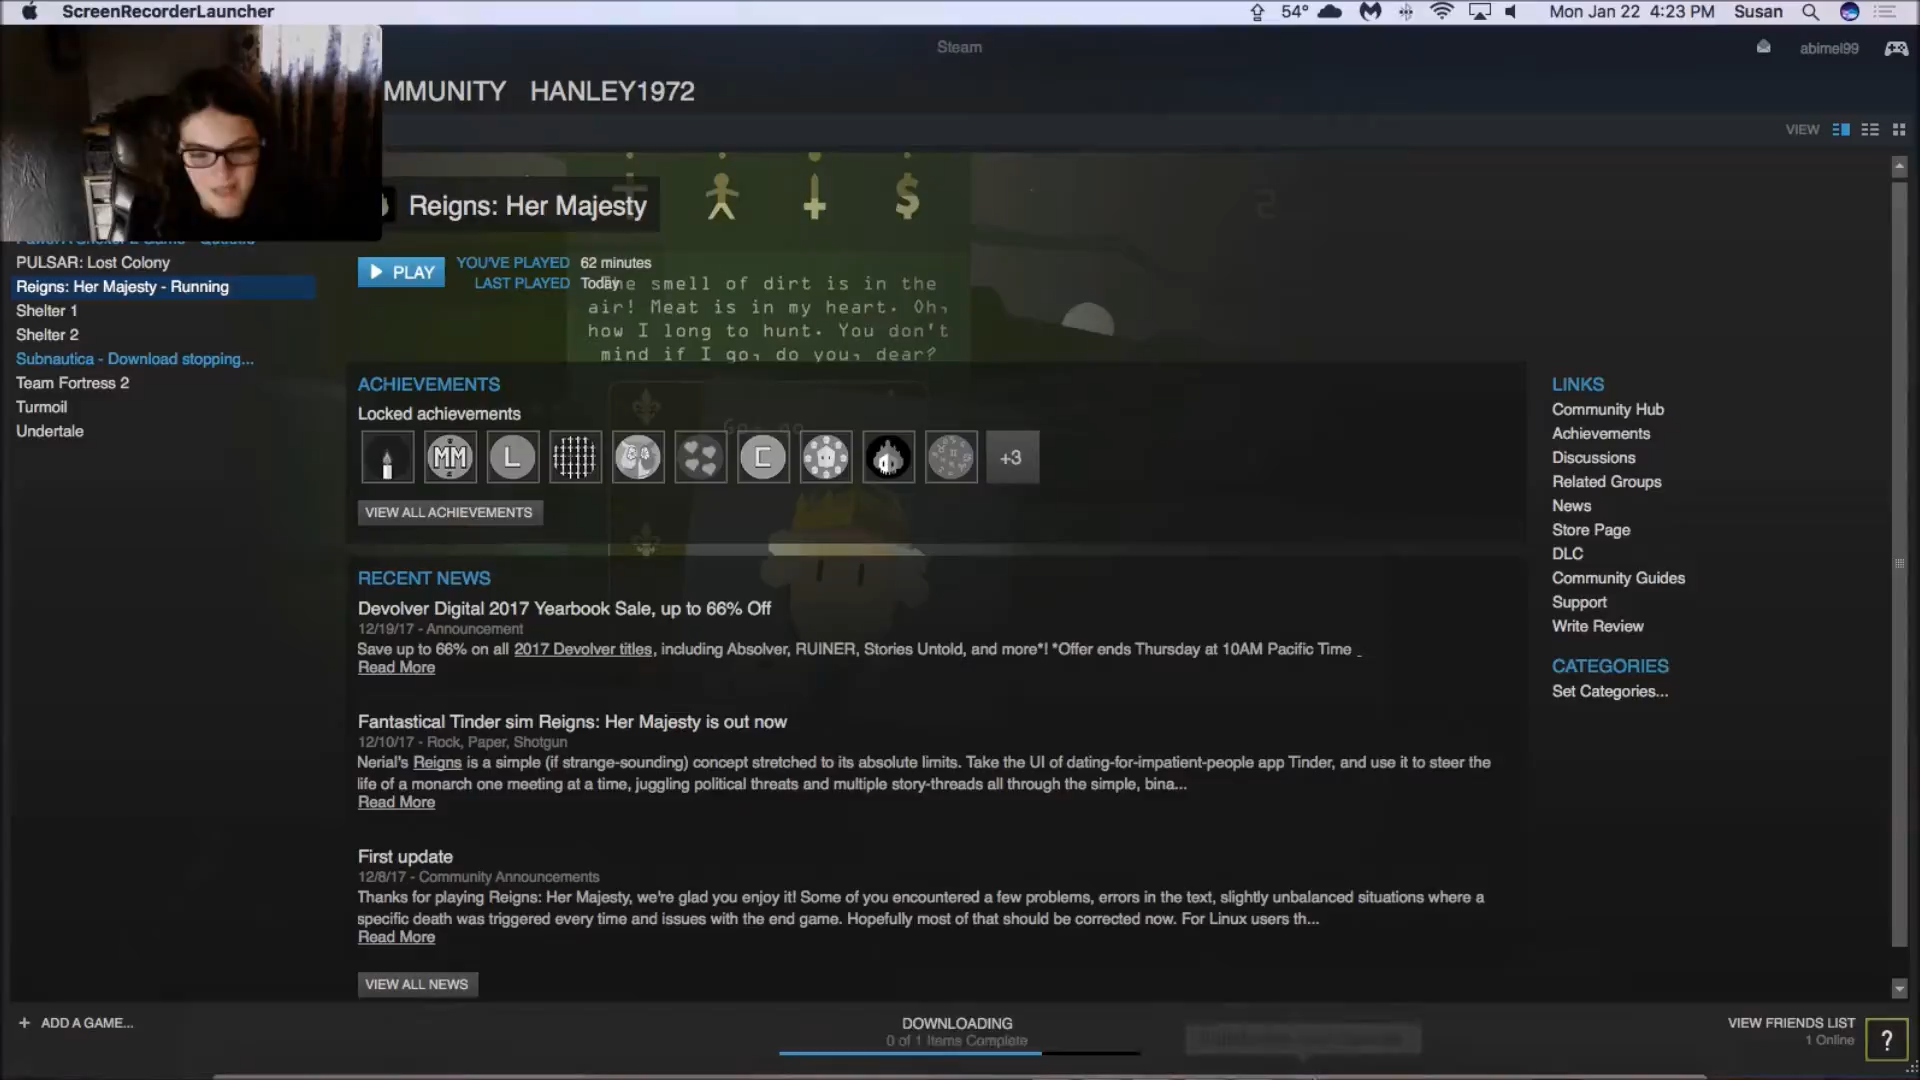 ScreenRecorderLauncher
54°
Mon Jan 22 4:23 PM Susan
Steam
abimel99
MMUNITY HANLEY1972
VIEW
Reigns: Her Majesty
PLAY
YOU'VE PLAYED 62 minutes
LAST PLAYED Today
smell of dirt is in the
air! Meat is in my heart. Oh,
how I long to hunt. You don't
mind if I go, do you, dear?
PULSAR: Lost Colony
Reigns: Her Majesty - Running
Shelter 1
Shelter 2
Subnautica - Download stopping...
Team Fortress 2
Turmoil
Undertale
ACHIEVEMENTS
Locked achievements
MM
L
C
+3
VIEW ALL ACHIEVEMENTS
RECENT NEWS
Devolver Digital 2017 Yearbook Sale, up to 66% Off
12/19/17 - Announcement
Save up to 66% on all 2017 Devolver titles, including Absolver, RUINER, Stories Untold, and more*! *Offer ends Thursday at 10AM Pacific Time _
Read More
Fantastical Tinder sim Reigns: Her Majesty is out now
12/10/17 - Rock, Paper, Shotgun
Nerial's Reigns is a simple (if strange-sounding) concept stretched to its absolute limits. Take the UI of dating-for-impatient-people app Tinder, and use it to steer the
life of a monarch one meeting at a time, juggling political threats and multiple story-threads all through the simple, bina...
Read More
First update
12/8/17 - Community Announcements
Thanks for playing Reigns: Her Majesty, we're glad you enjoy it! Some of you encountered a few problems, errors in the text, slightly unbalanced situations where a
specific death was triggered every time and issues with the end game. Hopefully most of that should be corrected now. For Linux users th...
Read More
VIEW ALL NEWS
LINKS
Community Hub
Achievements
Discussions
Related Groups
News
Store Page
DLC
Community Guides
Support
Write Review
CATEGORIES
Set Categories...
+ ADD A GAME...
DOWNLOADING
0 of 1 Items Complete
VIEW FRIENDS LIST
1 Online
?